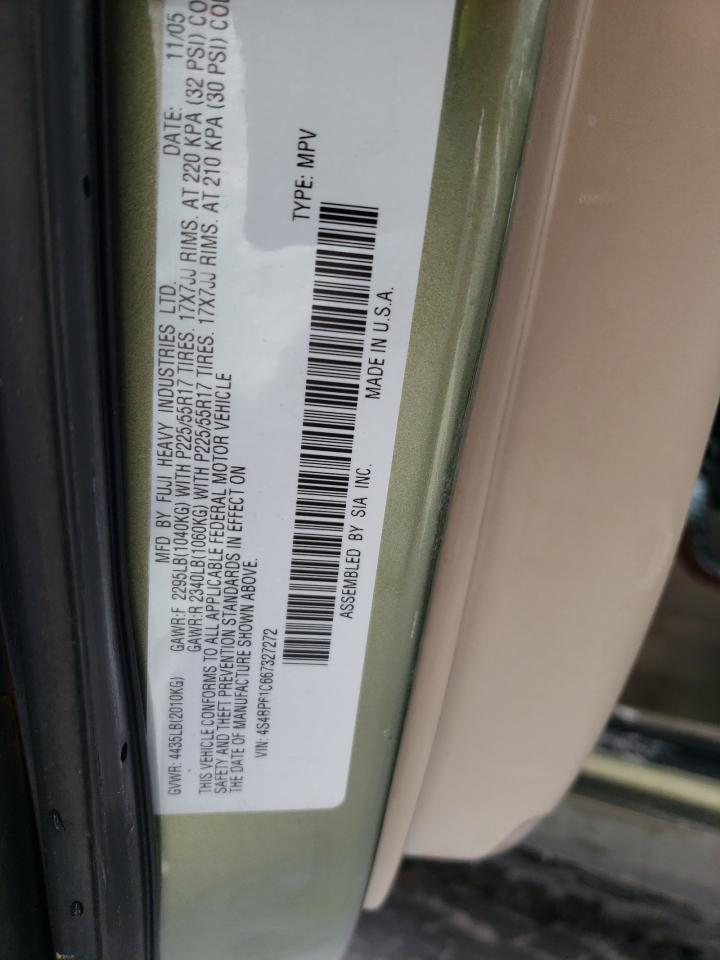 MFD BY FUJI HEAVY INDUSTRIES LTD. DATE: 11/05
GVWR: 4435LB(2010KG) GAWR:F 2295LB(1040KG) WITH P225/55R17 TIRES. 17X7JJ RIMS. AT 220 KPA (32 PSI) CO
GAWR:R 2340LB(1060KG) WITH P225/55R17 TIRES. 17X7JJ RIMS. AT 210 KPA (30 PSI) COL
THIS VEHICLE CONFORMS TO ALL APPLICABLE FEDERAL MOTOR VEHICLE
SAFETY AND THEFT PREVENTION STANDARDS IN EFFECT ON
THE DATE OF MANUFACTURE SHOWN ABOVE.
VIN: 4S4BP61C667327272 TYPE: MPV
ASSEMBLED BY SIA INC. MADE IN U.S.A.